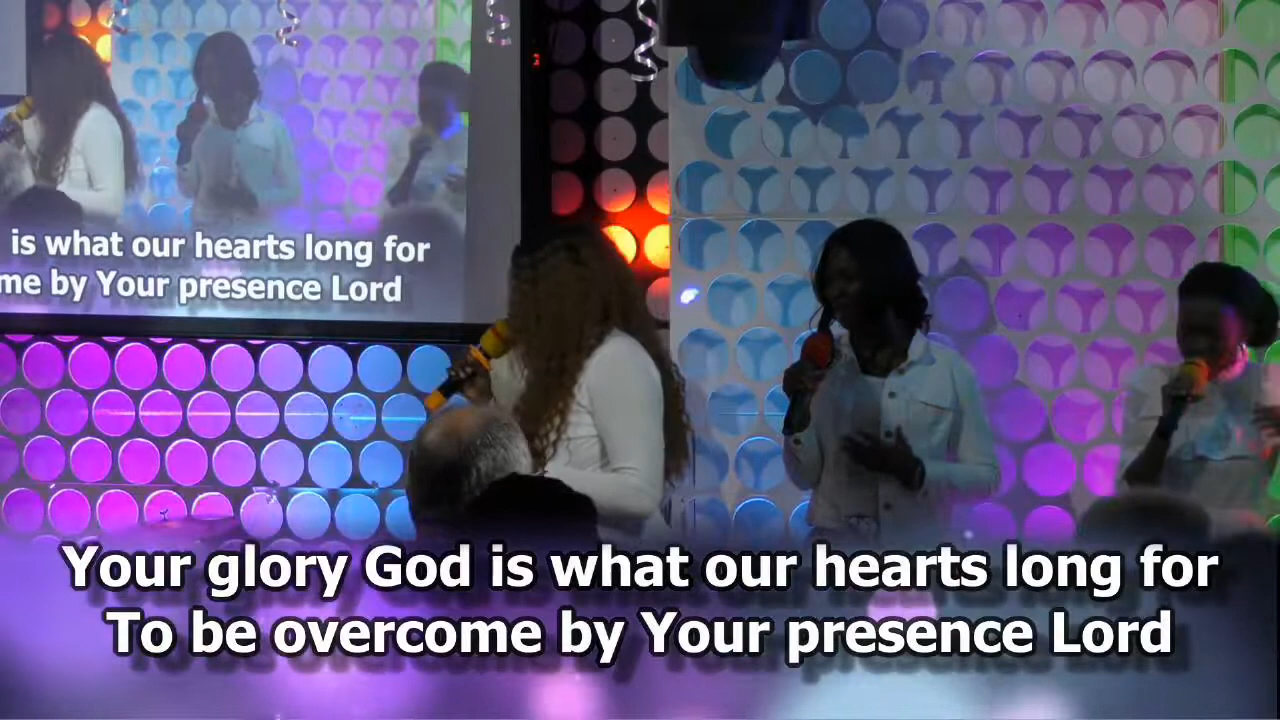 is what our hearts long for
me by Your presence Lord
Your glory God is what our hearts long for
To be overcome by Your presence Lord